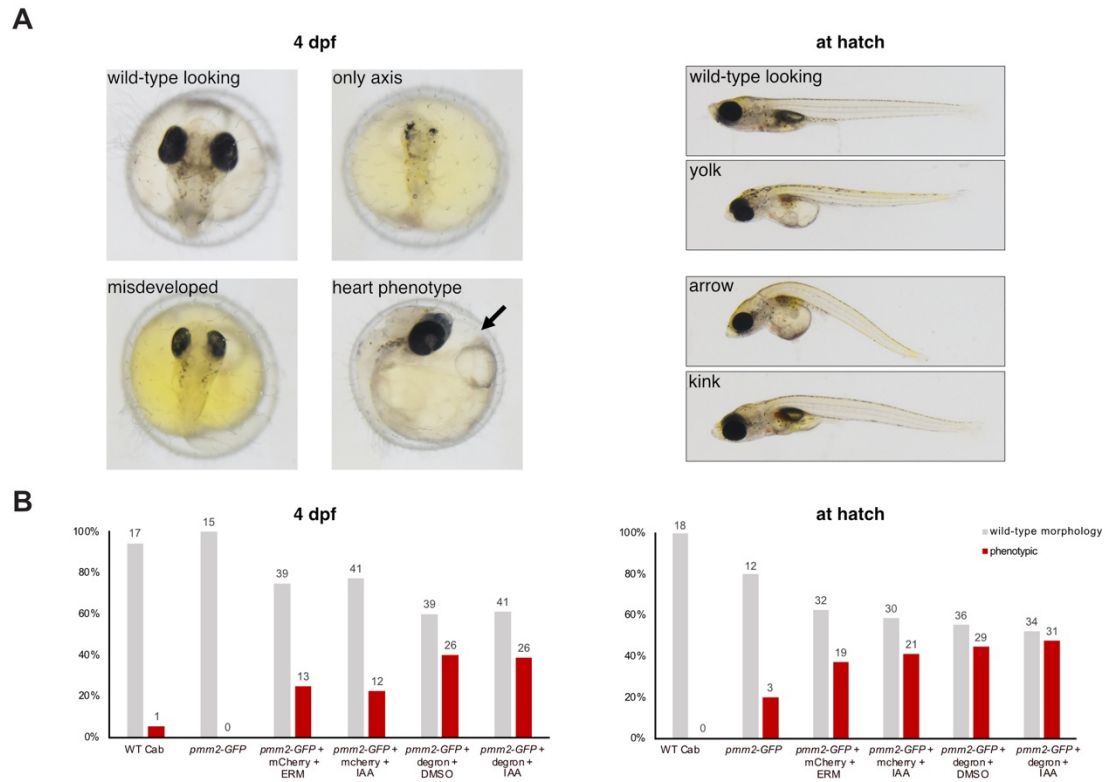 A
4 dpf
at hatch
wild-type looking
only axis
misdeveloped
heart phenotype
wild-type looking
yolk
arrow
kink
B
4 dpf
100%
80%
60%
40%
20%
0%
17
1
15
0
39
13
41
12
39
26
41
26
WT Cab
pmm2-GFP
pmm2-GFP +
mCherry +
ERM
pmm2-GFP +
mcherry +
IAA
pmm2-GFP +
degron +
DMSO
pmm2-GFP +
degron +
IAA
at hatch
wild-type morphology
phenotypic
100%
80%
60%
40%
20%
0%
18
0
12
3
32
19
30
21
36
29
34
31
WT Cab
pmm2-GFP
pmm2-GFP +
mCherry +
ERM
pmm2-GFP +
mcherry +
IAA
pmm2-GFP +
degron +
DMSO
pmm2-GFP +
degron +
IAA